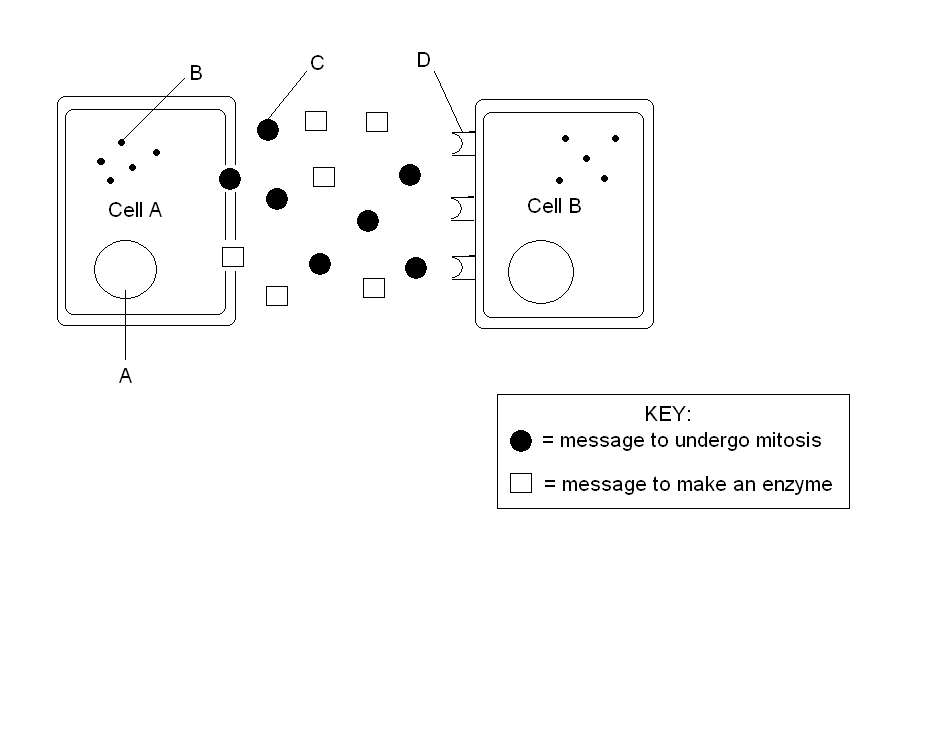 B
C
D
Cell A
Cell B
A
KEY:
= message to undergo mitosis
= message to make an enzyme